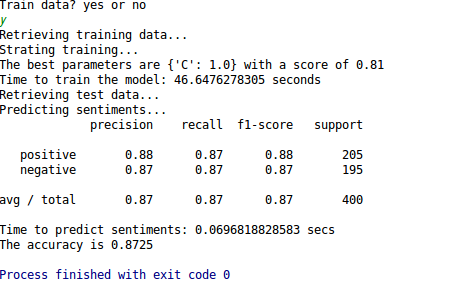 Train data? yes or no
y
Retrieving training data...
Strating training...
The best parameters are {'C': 1.0} with a score of 0.81
Time to train the model: 46.6476278305 seconds
Retrieving test data...
Predicting sentiments...
precision recall f1-score support
positive 0.88 0.87 0.88 205
negative 0.87 0.87 0.87 195
avg / total 0.87 0.87 0.87 400
Time to predict sentiments: 0.0696818828583 secs
The accuracy is 0.8725
Process finished with exit code 0